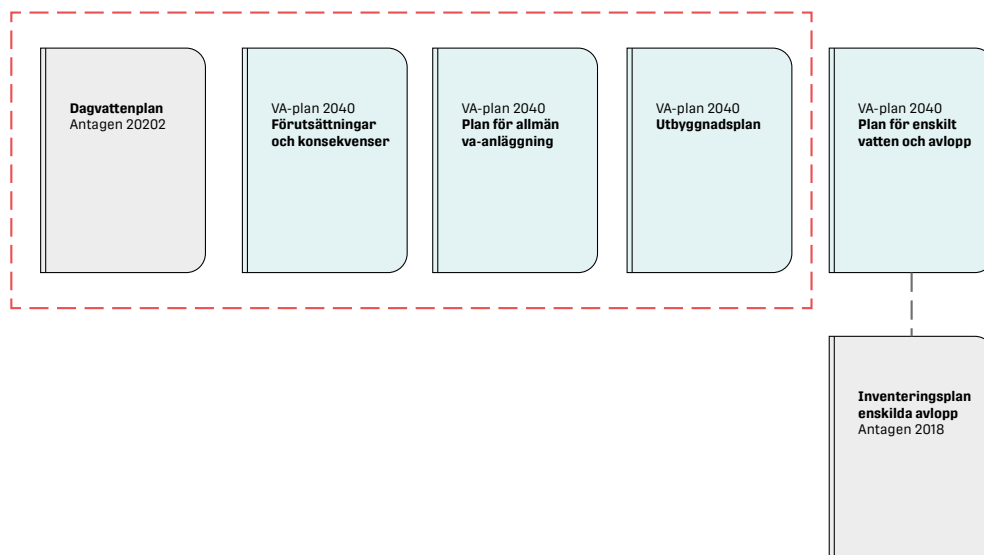 Dagvattenplan
Antagen 20202
VA-plan 2040
Förutsättningar
och konsekvenser
VA-plan 2040
Plan för allmän
va-anläggning
VA-plan 2040
Utbyggnadsplan
VA-plan 2040
Plan för enskilt
vatten och avlopp
Inventeringsplan
enskilda avlopp
Antagen 2018